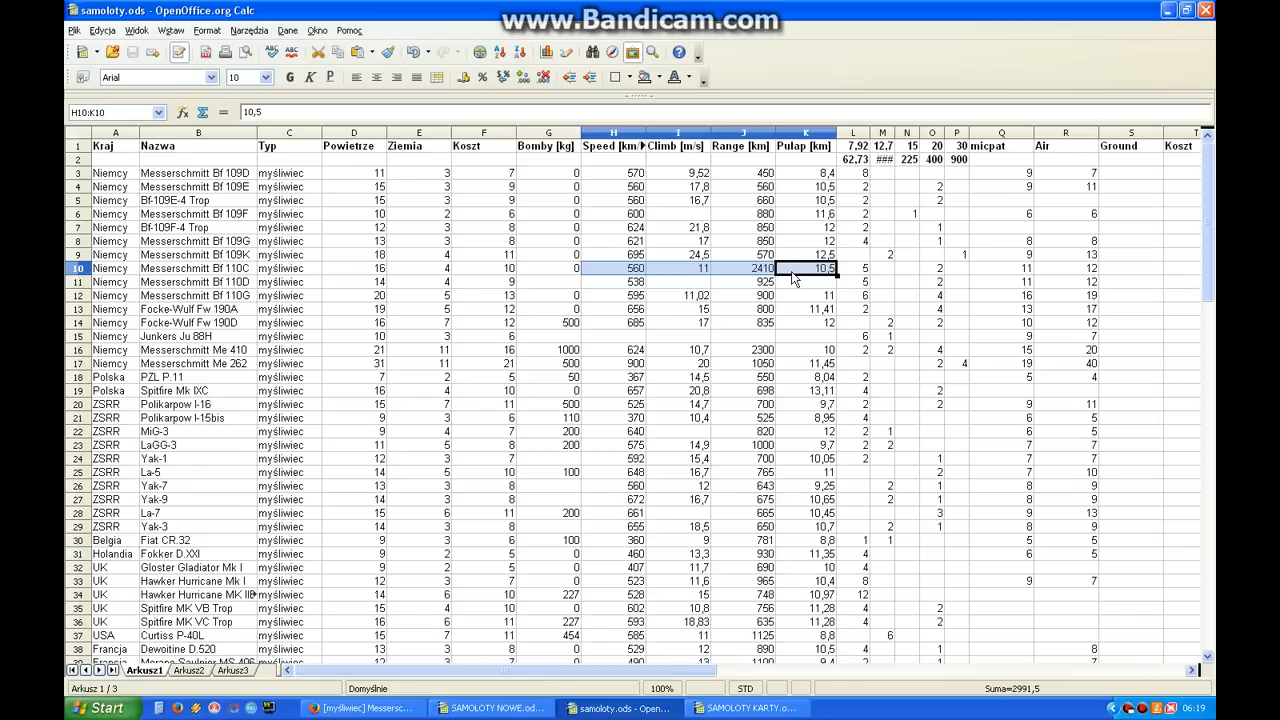 www.Bandicam.com
samoloty.ods - OpenOffice.org Calc
Plik Edycja Widok Wstaw Format Narzędzia Dane Okno Pomoc
Arial 10
H10:K10 10,5
A B C D E F G H I J K L M N O P Q R S T
1 Kraj Nazwa Typ Powietrze Ziemia Koszt Bomby [kg] Speed [km/ Climb [m/s] Range [km] Pulap [km] 7,92 12,7 15 20 30 micpat Air Ground Koszt
2 62,73 ### 225 400 900
3 Niemcy Messerschmitt Bf 109D myśliwiec 11 3 7 0 570 9,52 450 8,4 8 9 7
4 Niemcy Messerschmitt Bf 109E myśliwiec 15 3 9 0 560 17,8 560 10,5 2 2 9 11
5 Niemcy Bf-109E-4 Trop myśliwiec 15 3 9 0 560 16,7 660 10,5 2 2
6 Niemcy Messerschmitt Bf 109F myśliwiec 10 2 6 0 600 880 11,6 2 1 6 6
7 Niemcy Bf-109F-4 Trop myśliwiec 12 3 8 0 624 21,8 850 12 2 1
8 Niemcy Messerschmitt Bf 109G myśliwiec 13 3 8 0 621 17 850 12 4 1 8 8
9 Niemcy Messerschmitt Bf 109K myśliwiec 18 4 11 0 695 24,5 570 12,5 2 1 9 13
10 Niemcy Messerschmitt Bf 110C myśliwiec 16 4 10 0 560 11 2410 10,5 5 2 11 12
11 Niemcy Messerschmitt Bf 110D myśliwiec 14 4 9 538 925 5 2 11 12
12 Niemcy Messerschmitt Bf 110G myśliwiec 20 5 13 0 595 11,02 900 11 6 2 16 19
13 Niemcy Focke-Wulf Fw 190A myśliwiec 19 5 12 0 656 15 800 11,41 2 4 13 17
14 Niemcy Focke-Wulf Fw 190D myśliwiec 16 7 12 500 685 17 835 12 2 2 10 12
15 Niemcy Junkers Ju 88H myśliwiec 10 3 6 6 1 9 7
16 Niemcy Messerschmitt Me 410 myśliwiec 21 11 16 1000 624 10,7 2300 10 2 2 4 15 20
17 Niemcy Messerschmitt Me 262 myśliwiec 31 11 21 500 900 20 1050 11,45 2 4 19 40
18 Polska PZL P.11 myśliwiec 7 2 5 50 367 14,5 550 8,04 2 5 4
19 Polska Spitfire Mk IXC myśliwiec 16 4 10 0 657 20,8 698 13,11 4 2
20 ZSRR Polikarpow I-16 myśliwiec 15 7 11 500 525 14,7 700 9,7 2 2 9 11
21 ZSRR Polikarpow I-15bis myśliwiec 9 3 6 110 370 10,4 525 8,95 4 6 5
22 ZSRR MiG-3 myśliwiec 9 4 7 200 640 820 12 2 1 6 5
23 ZSRR LaGG-3 myśliwiec 11 5 8 200 575 14,9 1000 9,7 2 2 7 7
24 ZSRR Yak-1 myśliwiec 12 3 7 592 15,4 700 10,05 2 1 7 7
25 ZSRR La-5 myśliwiec 14 5 10 100 648 16,7 765 11 2 7 10
26 ZSRR Yak-7 myśliwiec 13 3 8 560 12 643 9,25 2 1 8 9
27 ZSRR Yak-9 myśliwiec 14 3 8 672 16,7 675 10,65 2 1 8 9
28 ZSRR La-7 myśliwiec 15 6 11 200 661 665 10,45 3 9 13
29 ZSRR Yak-3 myśliwiec 14 3 8 655 18,5 650 10,7 2 1 8 9
30 Belgia Fiat CR.32 myśliwiec 9 3 6 100 360 9 781 8,8 1 1 5 5
31 Holandia Fokker D.XXI myśliwiec 9 2 5 0 460 13,3 930 11,35 4 6 5
32 UK Gloster Gladiator Mk I myśliwiec 9 2 5 0 407 11,7 690 10 4
33 UK Hawker Hurricane Mk I myśliwiec 12 3 7 0 523 11,6 965 10,4 8 9 7
34 UK Hawker Hurricane Mk IIB myśliwiec 14 6 10 227 528 15 748 10,97 12
35 UK Spitfire MK VB Trop myśliwiec 15 4 10 0 602 10,8 756 11,28 4 2
36 UK Spitfire MK VC Trop myśliwiec 16 6 11 227 593 18,83 635 11,28 4 2
37 USA Curtiss P-40L myśliwiec 15 7 11 454 585 11 1125 8,8 6
38 Francja Dewoitine D.520 myśliwiec 13 3 8 0 529 12 890 11 4 1 8
Arkusz1 Arkusz2 Arkusz3
Arkusz 1 / 3 Domyślnie 100% STD Suma=2991,5
Start [myśliwiec] Messersc... SAMOLOTY NOWE.od... samoloty.ods - Open... SAMOLOTY KARTY.o... 06:19